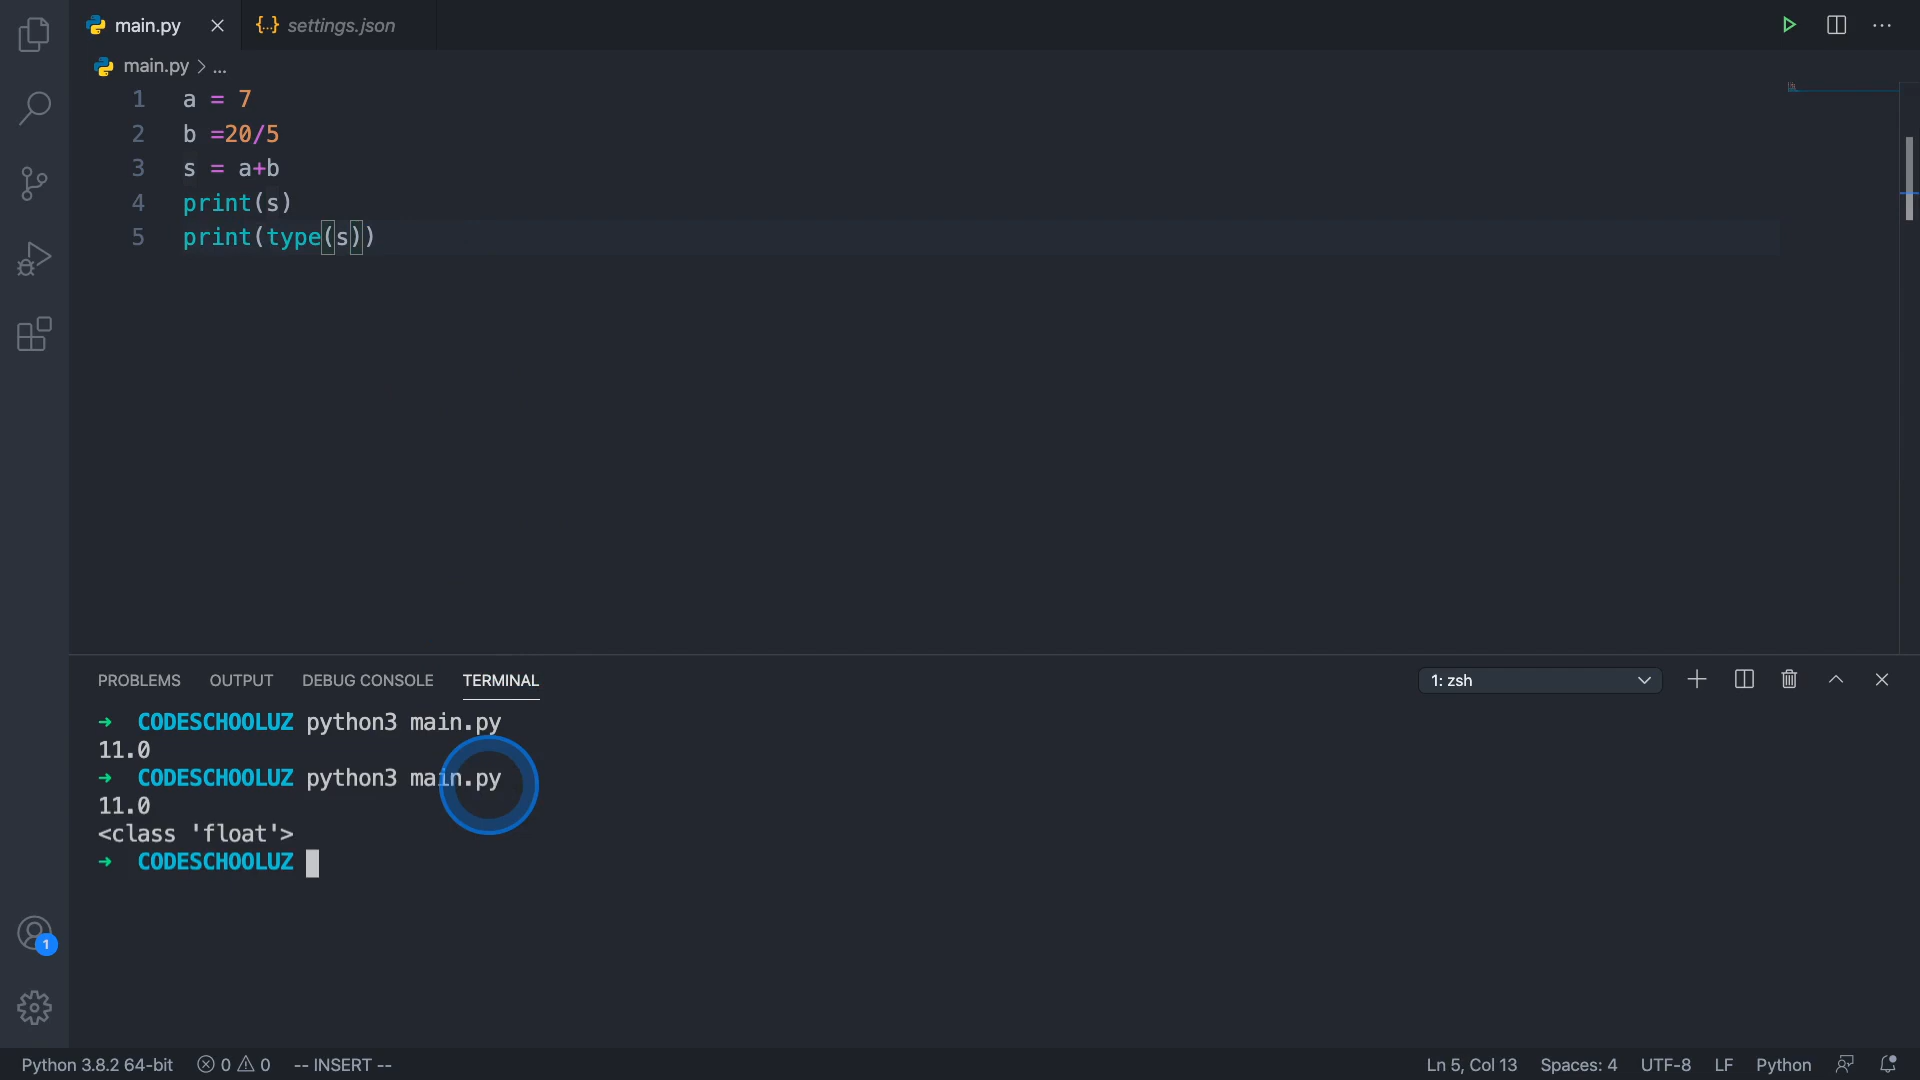 main.py
{..} settings.json
main.py > ...
1 a = 7
2 b =20/5
3 s = a+b
4 print(s)
5 print(type(s))
PROBLEMS OUTPUT DEBUG CONSOLE TERMINAL 1: zsh
→ CODESCHOOLUZ python3 main.py
11.0
→ CODESCHOOLUZ python3 main.py
11.0
<class 'float'>
→ CODESCHOOLUZ
1
Python 3.8.2 64-bit 0 0 -- INSERT -- Ln 5, Col 13 Spaces: 4 UTF-8 LF Python